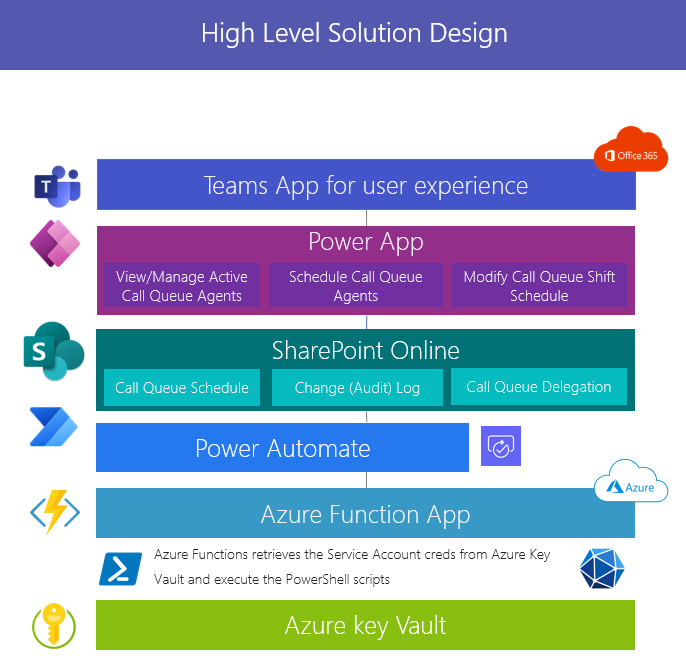 High Level Solution Design
Office 365
T
Teams App for user experience
Power App
View/Manage Active
Call Queue Agents
Schedule Call Queue
Agents
Modify Call Queue Shift
Schedule
S
SharePoint Online
Call Queue Schedule
Change (Audit) Log
Call Queue Delegation
Power Automate
Azure
Azure Function App
Azure Functions retrieves the Service Account creds from Azure Key
Vault and execute the PowerShell scripts
Azure key Vault